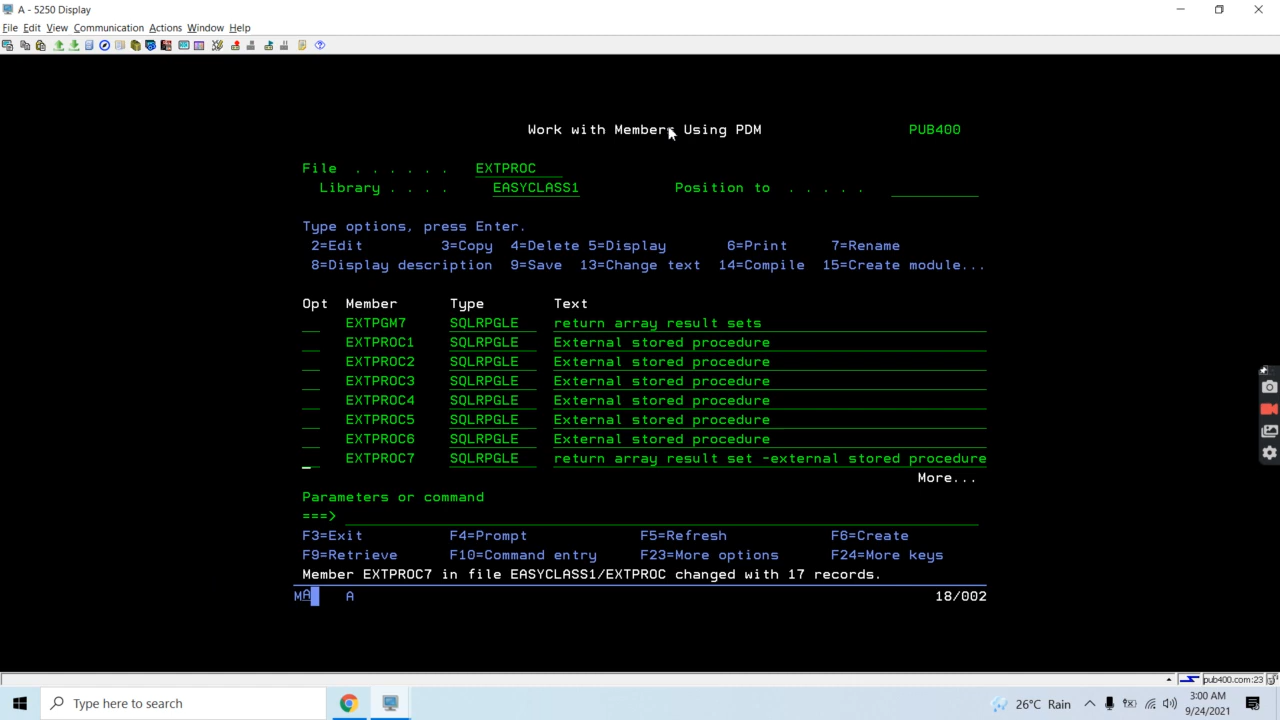 A - 5250 Display
File Edit View Communication Actions Window Help
Work with Members Using PDM PUB400
File . . . . . . EXTPROC
Library . . . . EASYCLASS1 Position to . . . . .
Type options, press Enter.
2=Edit 3=Copy 4=Delete 5=Display 6=Print 7=Rename
8=Display description 9=Save 13=Change text 14=Compile 15=Create module...
Opt Member Type Text
EXTPGM7 SQLRPGLE return array result sets
EXTPROC1 SQLRPGLE External stored procedure
EXTPROC2 SQLRPGLE External stored procedure
EXTPROC3 SQLRPGLE External stored procedure
EXTPROC4 SQLRPGLE External stored procedure
EXTPROC5 SQLRPGLE External stored procedure
EXTPROC6 SQLRPGLE External stored procedure
EXTPROC7 SQLRPGLE return array result set -external stored procedure
More...
Parameters or command
===>
F3=Exit F4=Prompt F5=Refresh F6=Create
F9=Retrieve F10=Command entry F23=More options F24=More keys
Member EXTPROC7 in file EASYCLASS1/EXTPROC changed with 17 records.
MA A 18/002
pub400.com:23
Type here to search
26°C Rain
3:00 AM
9/24/2021